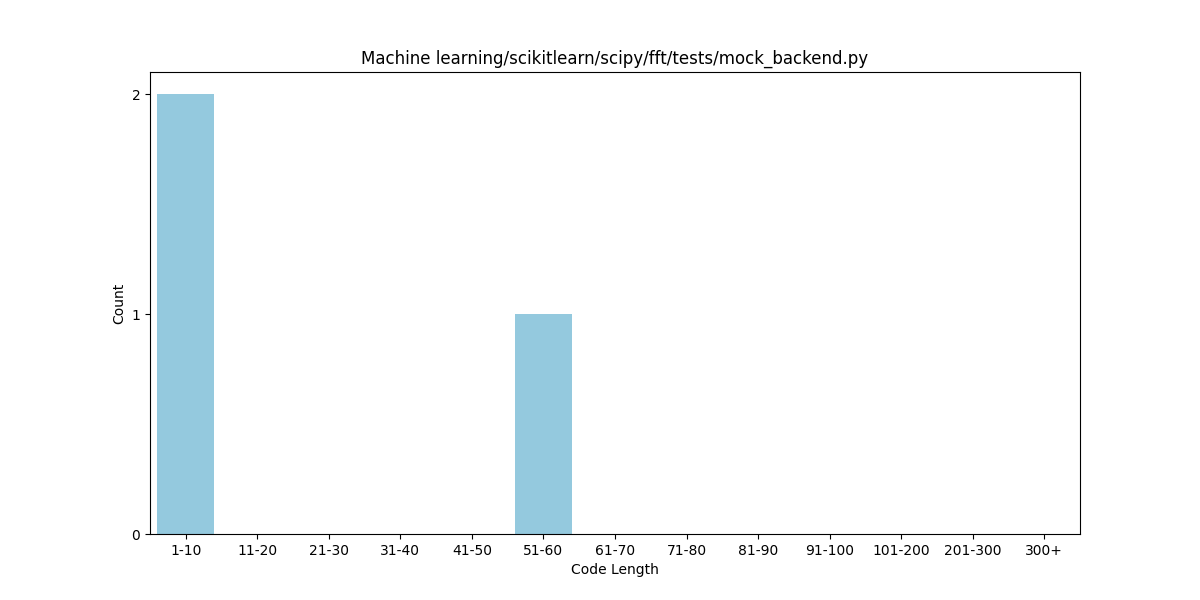 Machine learning/scikitlearn/scipy/fft/tests/mock_backend.py
Count
2
1
0
1-10 11-20 21-30 31-40 41-50 51-60 61-70 71-80 81-90 91-100 101-200 201-300 300+
Code Length